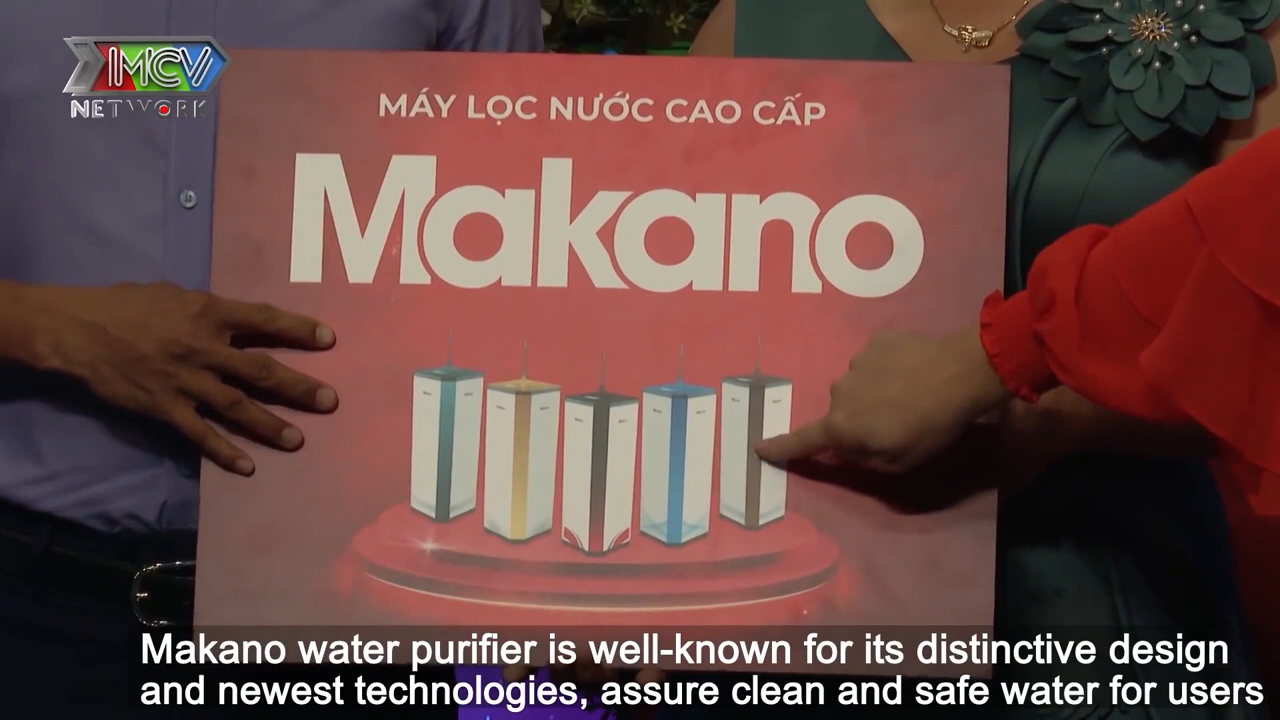 MCV
NETWORK
MÁY LỌC NƯỚC CAO CẤP
Makano
Makano water purifier is well-known for its distinctive design
and newest technologies, assure clean and safe water for users